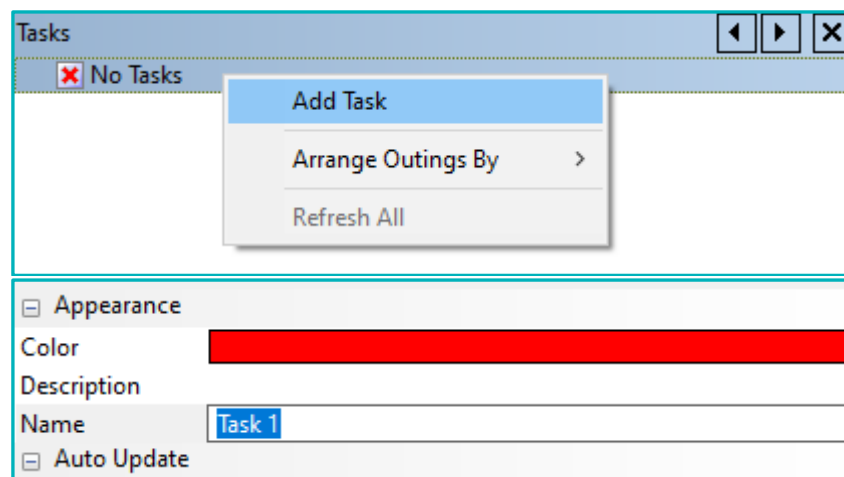 Tasks
No Tasks
Add Task
Arrange Outings By
Refresh All
Appearance
Color
Description
Name Task 1
Auto Update